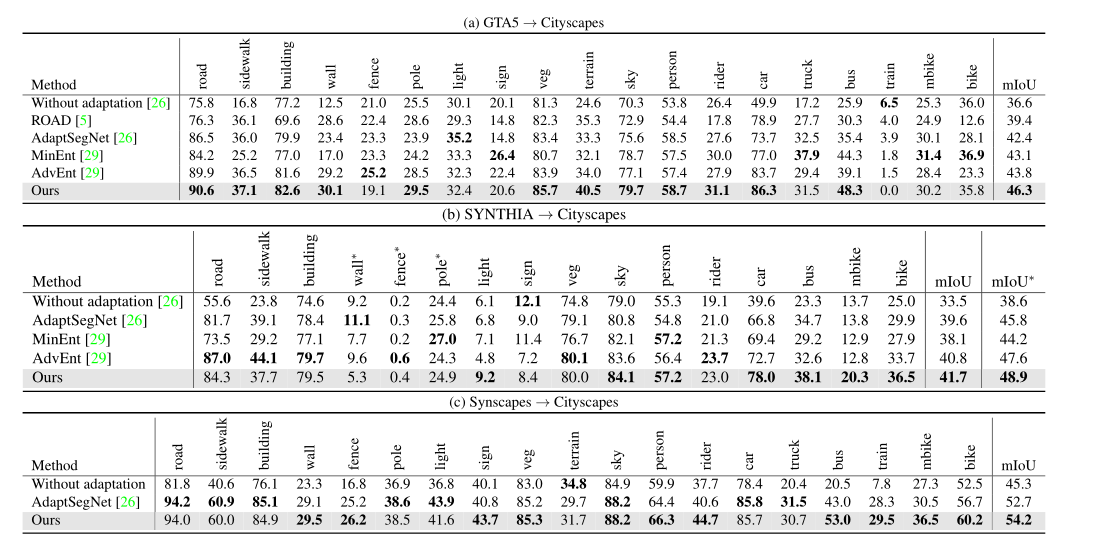 (a) GTA5 → Cityscapes
Method road sidewalk building wall fence pole light sign veg terrain sky person rider car truck bus train mbike bike mIoU
Without adaptation [26] 75.8 16.8 77.2 12.5 21.0 25.5 30.1 20.1 81.3 24.6 70.3 53.8 26.4 49.9 17.2 25.9 6.5 25.3 36.0 36.6
ROAD [5] 76.3 36.1 69.6 28.6 22.4 28.6 29.3 14.8 82.3 35.3 72.9 54.4 17.8 78.9 27.7 30.3 4.0 24.9 12.6 39.4
AdaptSegNet [26] 86.5 36.0 79.9 23.4 23.3 23.9 35.2 14.8 83.4 33.3 75.6 58.5 27.6 73.7 32.5 35.4 3.9 30.1 28.1 42.4
MinEnt [29] 84.2 25.2 77.0 17.0 23.3 24.2 33.3 26.4 80.7 32.1 78.7 57.5 30.0 77.0 37.9 44.3 1.8 31.4 36.9 43.1
AdvEnt [29] 89.9 36.5 81.6 29.2 25.2 28.5 32.3 22.4 83.9 34.0 77.1 57.4 27.9 83.7 29.4 39.1 1.5 28.4 23.3 43.8
Ours 90.6 37.1 82.6 30.1 19.1 29.5 32.4 20.6 85.7 40.5 79.7 58.7 31.1 86.3 31.5 48.3 0.0 30.2 35.8 46.3
(b) SYNTHIA → Cityscapes
Method road sidewalk building wall* fence* pole* light sign veg sky person rider car bus mbike bike mIoU mIoU*
Without adaptation [26] 55.6 23.8 74.6 9.2 0.2 24.4 6.1 12.1 74.8 79.0 55.3 19.1 39.6 23.3 13.7 25.0 33.5 38.6
AdaptSegNet [26] 81.7 39.1 78.4 11.1 0.3 25.8 6.8 9.0 79.1 80.8 54.8 21.0 66.8 34.7 13.8 29.9 39.6 45.8
MinEnt [29] 73.5 29.2 77.1 7.7 0.2 27.0 7.1 11.4 76.7 82.1 57.2 21.3 69.4 29.2 12.9 27.9 38.1 44.2
AdvEnt [29] 87.0 44.1 79.7 9.6 0.6 24.3 4.8 7.2 80.1 83.6 56.4 23.7 72.7 32.6 12.8 33.7 40.8 47.6
Ours 84.3 37.7 79.5 5.3 0.4 24.9 9.2 8.4 80.0 84.1 57.2 23.0 78.0 38.1 20.3 36.5 41.7 48.9
(c) Synscapes → Cityscapes
Method road sidewalk building wall fence pole light sign veg terrain sky person rider car truck bus train mbike bike mIoU
Without adaptation 81.8 40.6 76.1 23.3 16.8 36.9 36.8 40.1 83.0 34.8 84.9 59.9 37.7 78.4 20.4 20.5 7.8 27.3 52.5 45.3
AdaptSegNet [26] 94.2 60.9 85.1 29.1 25.2 38.6 43.9 40.8 85.2 29.7 88.2 64.4 40.6 85.8 31.5 43.0 28.3 30.5 56.7 52.7
Ours 94.0 60.0 84.9 29.5 26.2 38.5 41.6 43.7 85.3 31.7 88.2 66.3 44.7 85.7 30.7 53.0 29.5 36.5 60.2 54.2